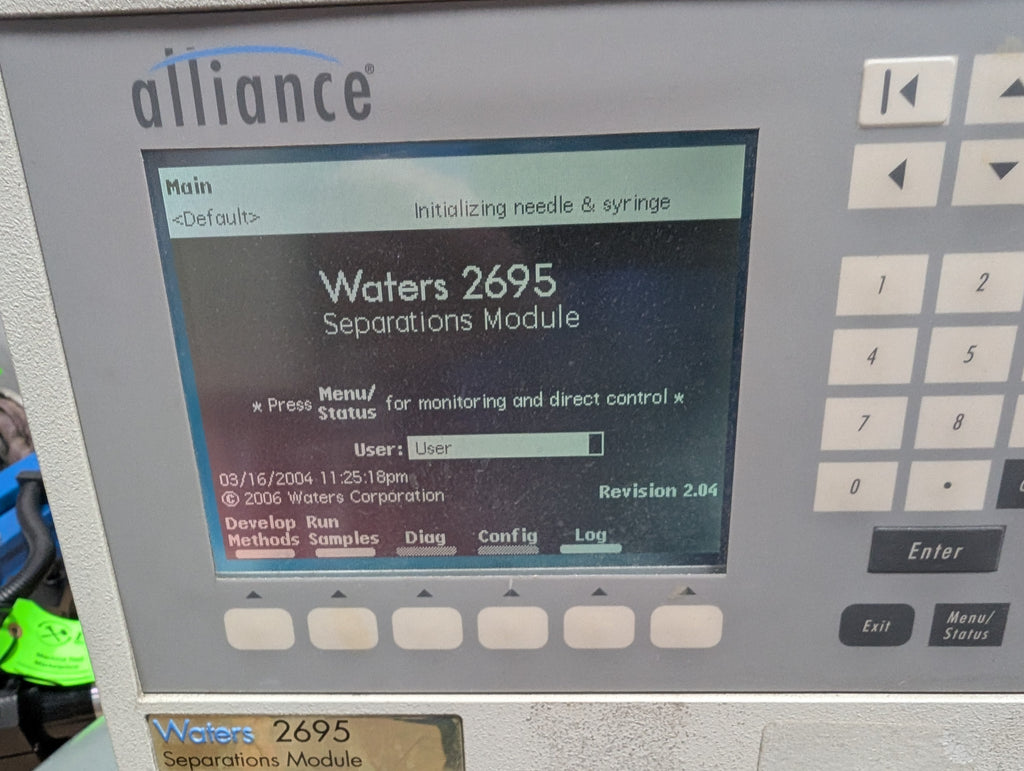 alliance®
Main
<Default>
Initializing needle & syringe
Waters 2695
Separations Module
* Press Menu/Status for monitoring and direct control *
User: User
03/16/2004 11:25:18pm
© 2006 Waters Corporation
Revision 2.04
Develop Methods
Run Samples
Diag
Config
Log
1 2
4 5
7 8
0 .
Enter
Exit
Menu/Status
Waters 2695
Separations Module